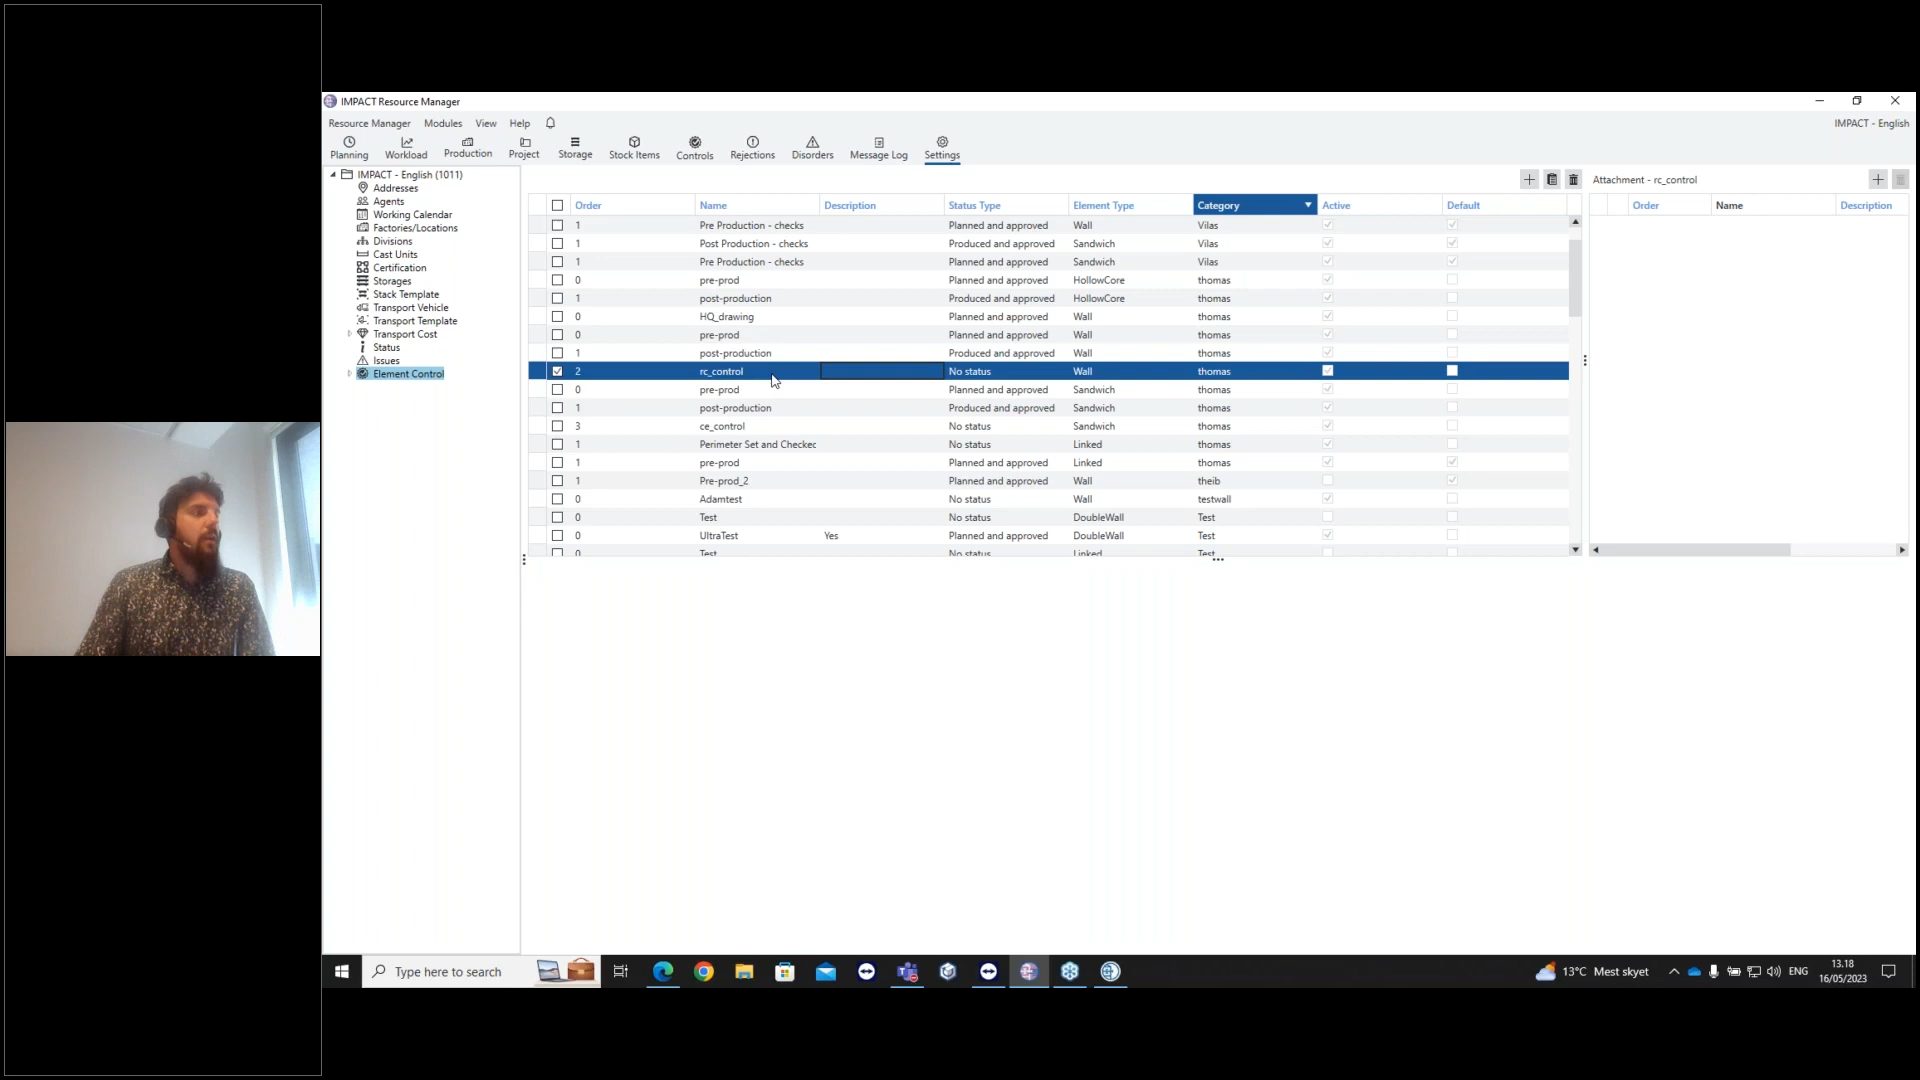 IMPACT Resource Manager
Resource Manager Modules View Help IMPACT - English
Planning Workload Production Project Storage Stock Items Controls Rejections Disorders Message Log Settings
IMPACT - English (1011)
Addresses
Agents
Working Calendar
Factories/Locations
Divisions
Cast Units
Certification
Storages
Stack Template
Transport Vehicle
Transport Template
Transport Cost
Status
Issues
Element Control
Attachment - rc_control
Order Name Description Status Type Element Type Category Active Default
Order Name Description
1 Pre Production - checks Planned and approved Wall Vilas
1 Post Production - checks Produced and approved Sandwich Vilas
1 Pre Production - checks Planned and approved Sandwich Vilas
0 pre-prod Planned and approved HollowCore thomas
1 post-production Produced and approved HollowCore thomas
0 HQ_drawing Planned and approved Wall thomas
0 pre-prod Planned and approved Wall thomas
1 post-production Produced and approved Wall thomas
2 rc_control No status Wall thomas
0 pre-prod Planned and approved Sandwich thomas
1 post-production Produced and approved Sandwich thomas
3 ce_control No status Sandwich thomas
1 Perimeter Set and Checkec No status Linked thomas
1 pre-prod Planned and approved Linked thomas
1 Pre-prod_2 Planned and approved Wall theib
0 Adamtest No status Wall testwall
0 Test No status DoubleWall Test
0 UltraTest Yes Planned and approved DoubleWall Test
0 Test No status Linked Test
Type here to search
13°C Mest skyet ENG
13.18
16/05/2023